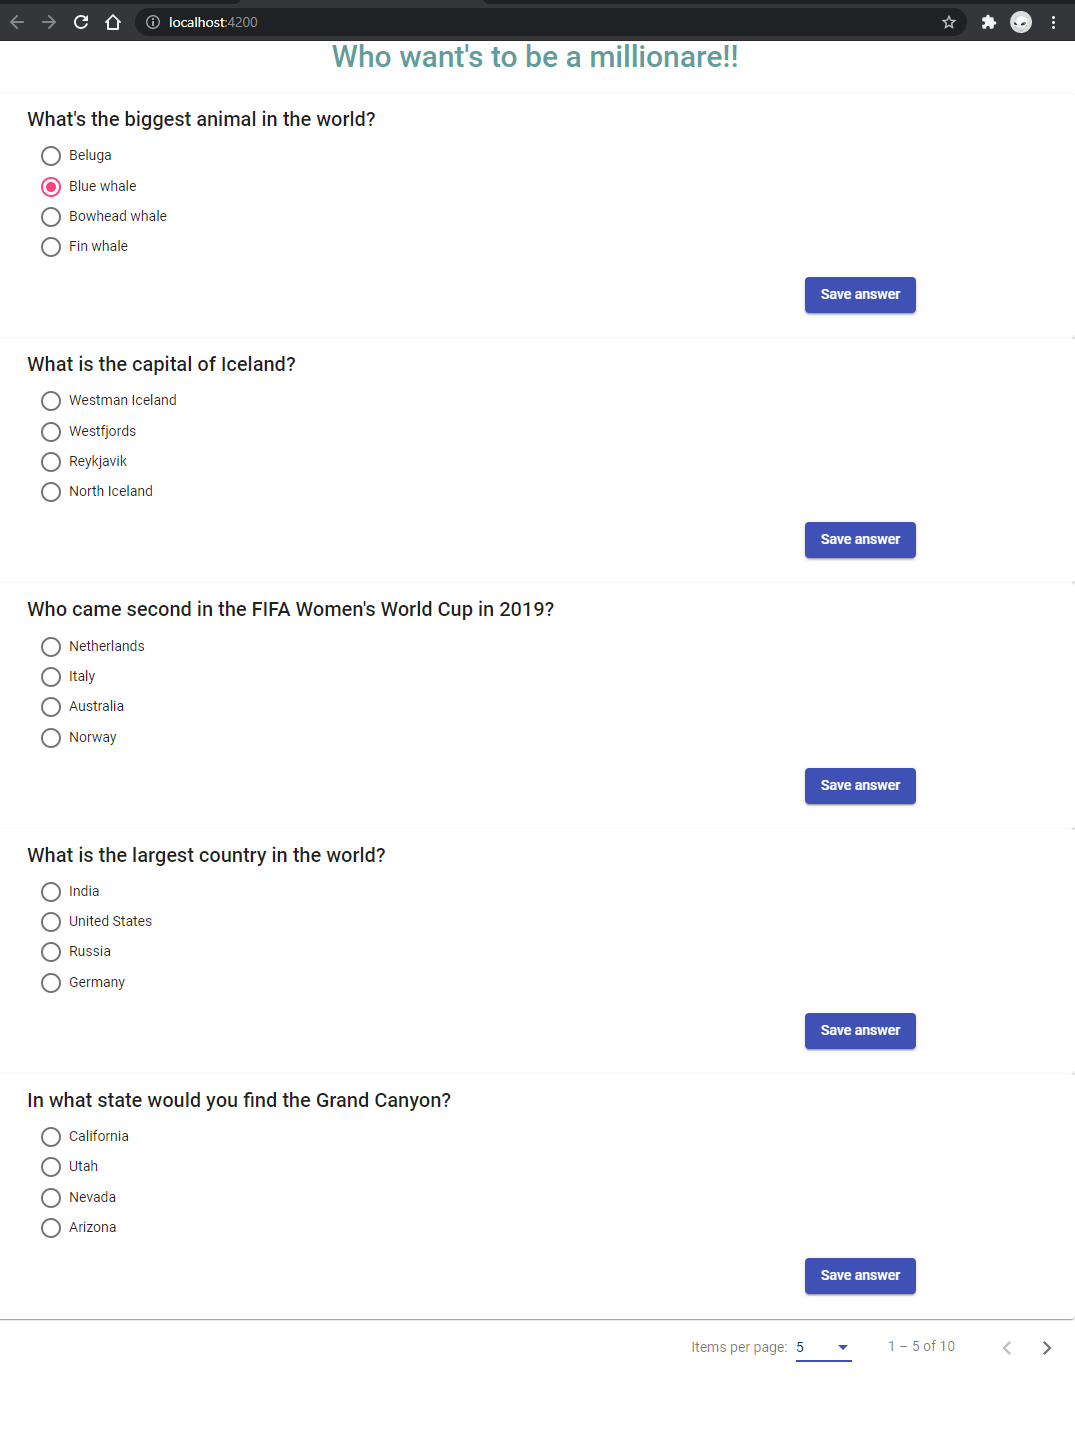 localhost:4200
Who want's to be a millionare!!
What's the biggest animal in the world?
Beluga
Blue whale
Bowhead whale
Fin whale
Save answer
What is the capital of Iceland?
Westman Iceland
Westfjords
Reykjavik
North Iceland
Save answer
Who came second in the FIFA Women's World Cup in 2019?
Netherlands
Italy
Australia
Norway
Save answer
What is the largest country in the world?
India
United States
Russia
Germany
Save answer
In what state would you find the Grand Canyon?
California
Utah
Nevada
Arizona
Save answer
Items per page: 5 1 – 5 of 10